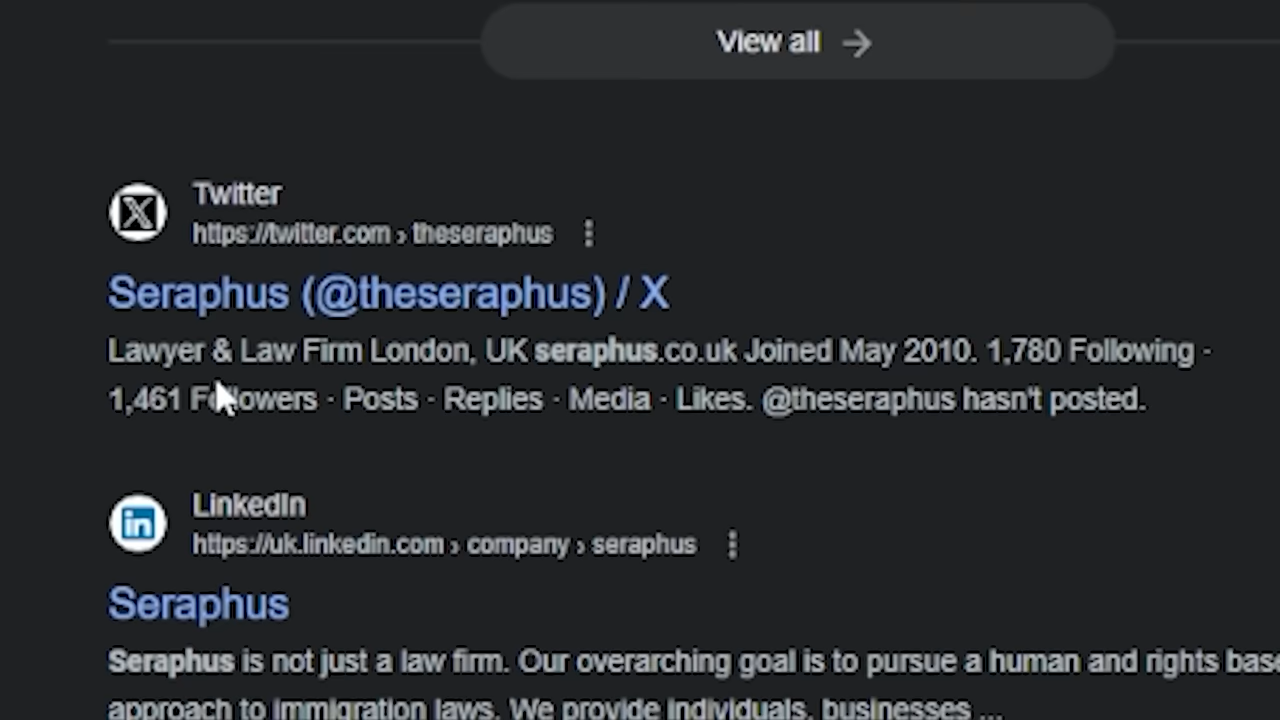 View all →
Twitter
https://twitter.com › theseraphus
Seraphus (@theseraphus) / X
Lawyer & Law Firm London, UK seraphus.co.uk Joined May 2010. 1,780 Following ·
1,461 Followers · Posts · Replies · Media · Likes. @theseraphus hasn't posted.
LinkedIn
https://uk.linkedin.com › company › seraphus
Seraphus
Seraphus is not just a law firm. Our overarching goal is to pursue a human and rights base
approach to immigration laws. We provide individuals, businesses ...